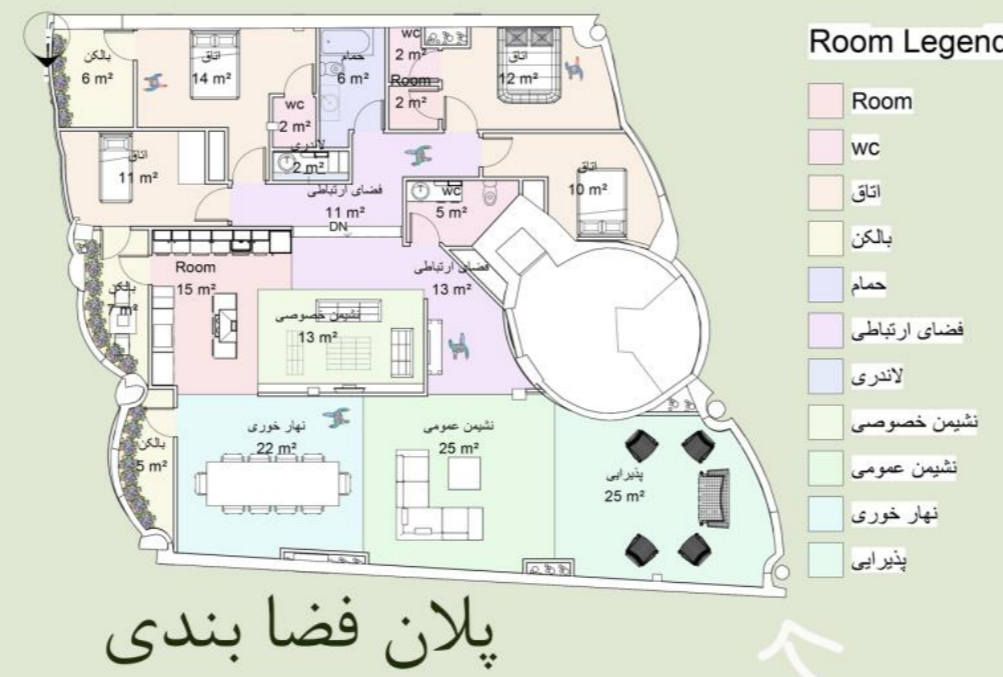 Room Legend
Room
wc
اتاق
بالکن
حمام
فضای ارتباطی
لاندری
نشیمن خصوصی
نشیمن عمومی
نهار خوری
پذیرایی
بالکن
6 m²
اتاق
14 m²
حمام
6 m²
wc
2 m²
Room
2 m²
اتاق
12 m²
wc
2 m²
لاندری
2 m²
اتاق
11 m²
فضای ارتباطی
11 m²
DN
wc
5 m²
اتاق
10 m²
Room
15 m²
فضای ارتباطی
13 m²
بالکن
7 m²
نشیمن خصوصی
13 m²
بالکن
5 m²
نهار خوری
22 m²
نشیمن عمومی
25 m²
پذیرایی
25 m²
پلان فضا بندی